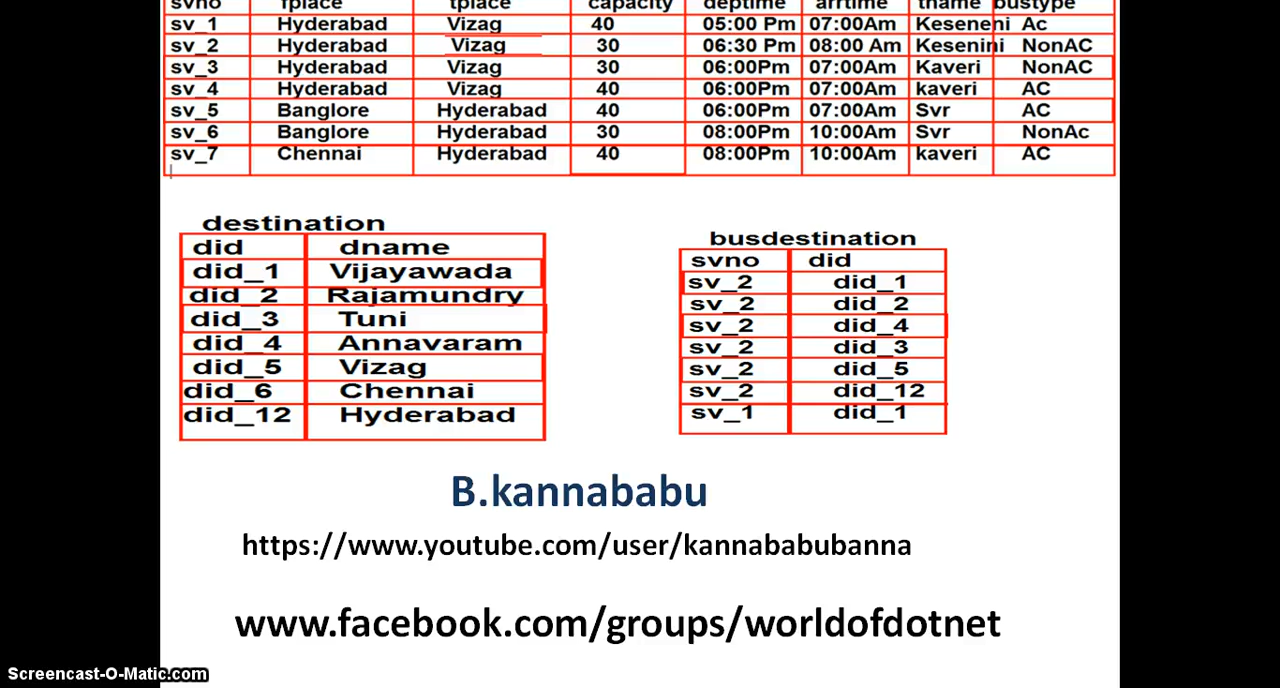 svno fplace tplace capacity deptime arrtime tname bustype
sv_1 Hyderabad Vizag 40 05:00 Pm 07:00Am Keseneni Ac
sv_2 Hyderabad Vizag 30 06:30 Pm 08:00 Am Kesenini NonAC
sv_3 Hyderabad Vizag 30 06:00Pm 07:00Am Kaveri NonAC
sv_4 Hyderabad Vizag 40 06:00Pm 07:00Am kaveri AC
sv_5 Banglore Hyderabad 40 06:00Pm 07:00Am Svr AC
sv_6 Banglore Hyderabad 30 08:00Pm 10:00Am Svr NonAc
sv_7 Chennai Hyderabad 40 08:00Pm 10:00Am kaveri AC
destination
did dname
did_1 Vijayawada
did_2 Rajamundry
did_3 Tuni
did_4 Annavaram
did_5 Vizag
did_6 Chennai
did_12 Hyderabad
busdestination
svno did
sv_2 did_1
sv_2 did_2
sv_2 did_4
sv_2 did_3
sv_2 did_5
sv_2 did_12
sv_1 did_1
B.kannababu
https://www.youtube.com/user/kannababubanna
www.facebook.com/groups/worldofdotnet
Screencast-O-Matic.com